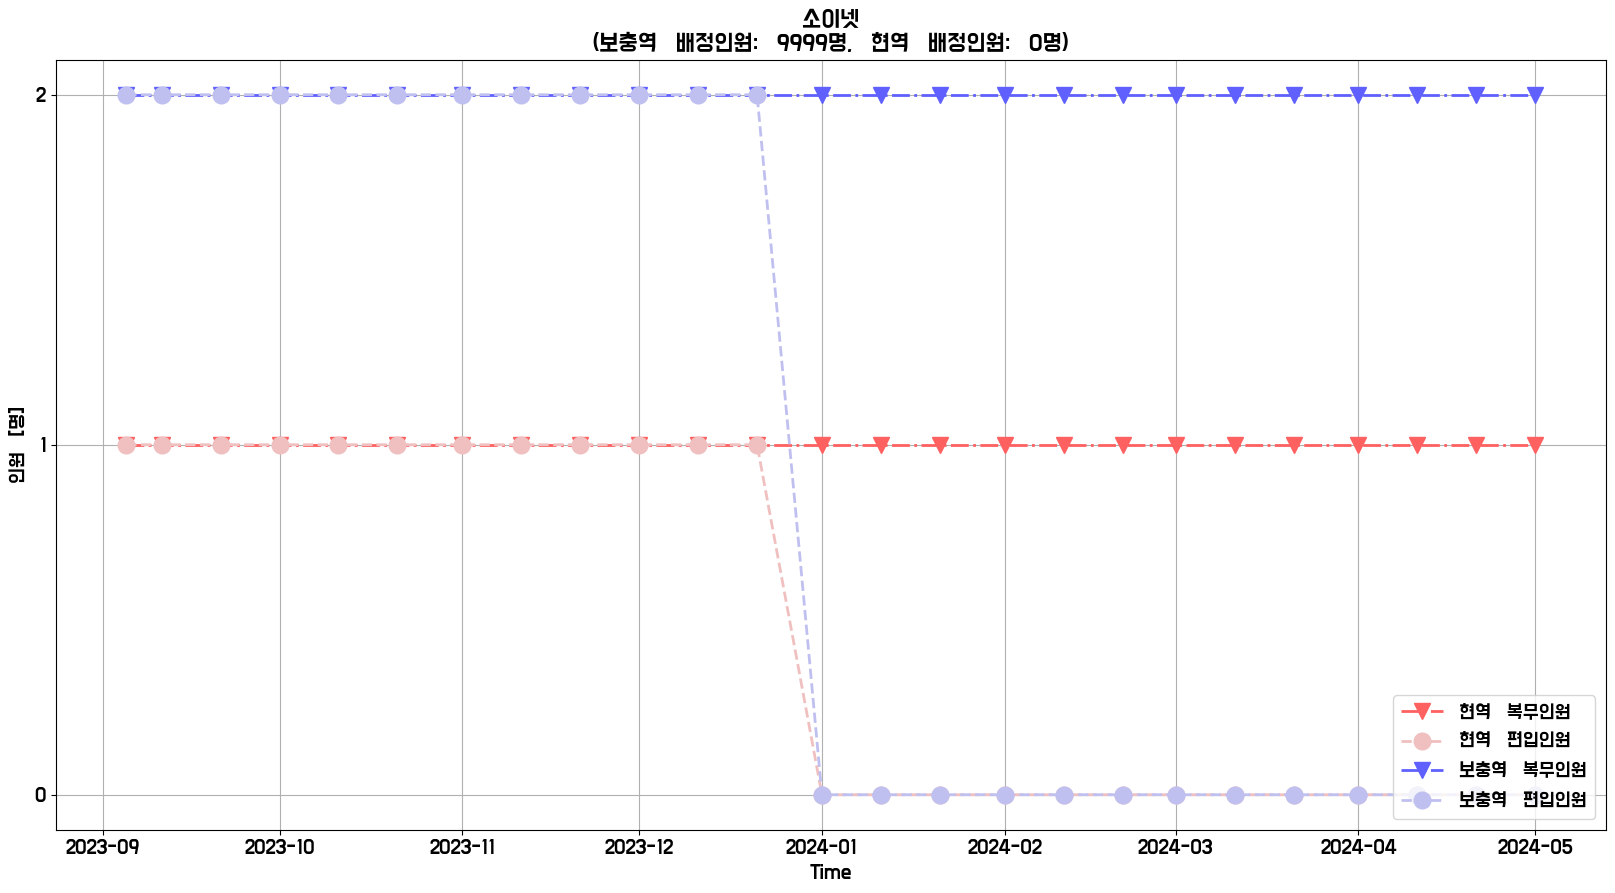 소이넷
(보충역 배정인원: 9999명, 현역 배정인원: 0명)
2
1
0
인원 [명]
2023-09 2023-10 2023-11 2023-12 2024-01 2024-02 2024-03 2024-04 2024-05
Time
현역 복무인원
현역 편입인원
보충역 복무인원
보충역 편입인원